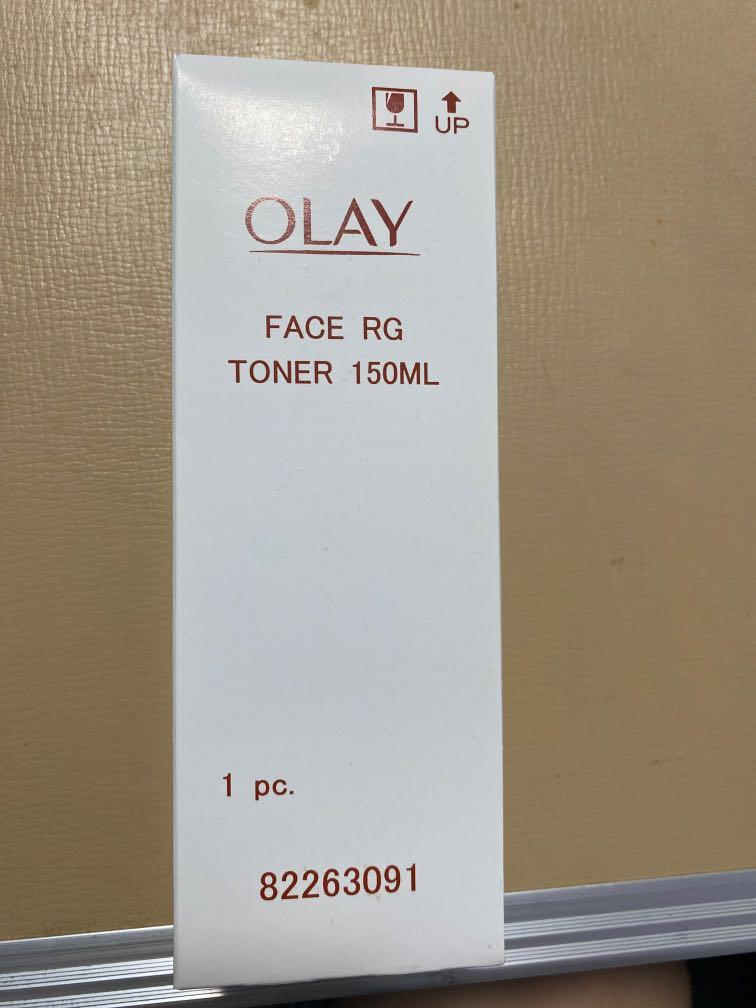 UP
OLAY
FACE RG
TONER 150ML
1 pc.
82263091